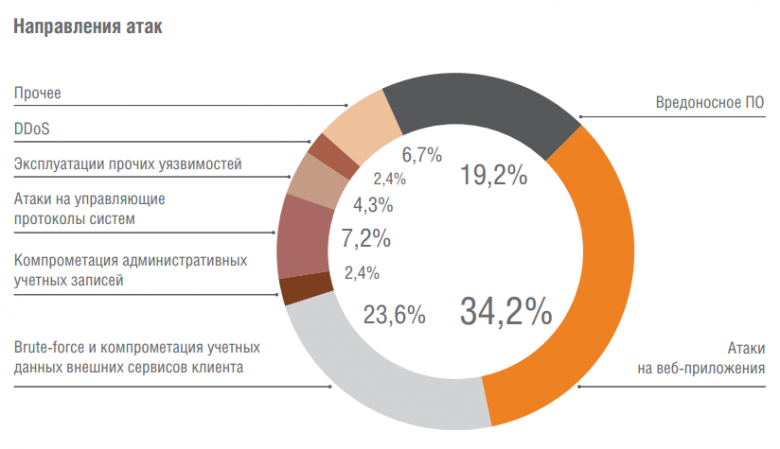 Направления атак
Прочее
DDoS
Эксплуатации прочих уязвимостей
Атаки на управляющие
протоколы систем
Компрометация административных
учетных записей
Brute-force и компрометация учетных
данных внешних сервисов клиента
6,7%
2,4%
4,3%
7,2%
2,4%
23,6%
19,2%
34,2%
Вредоносное ПО
Атаки
на веб-приложения